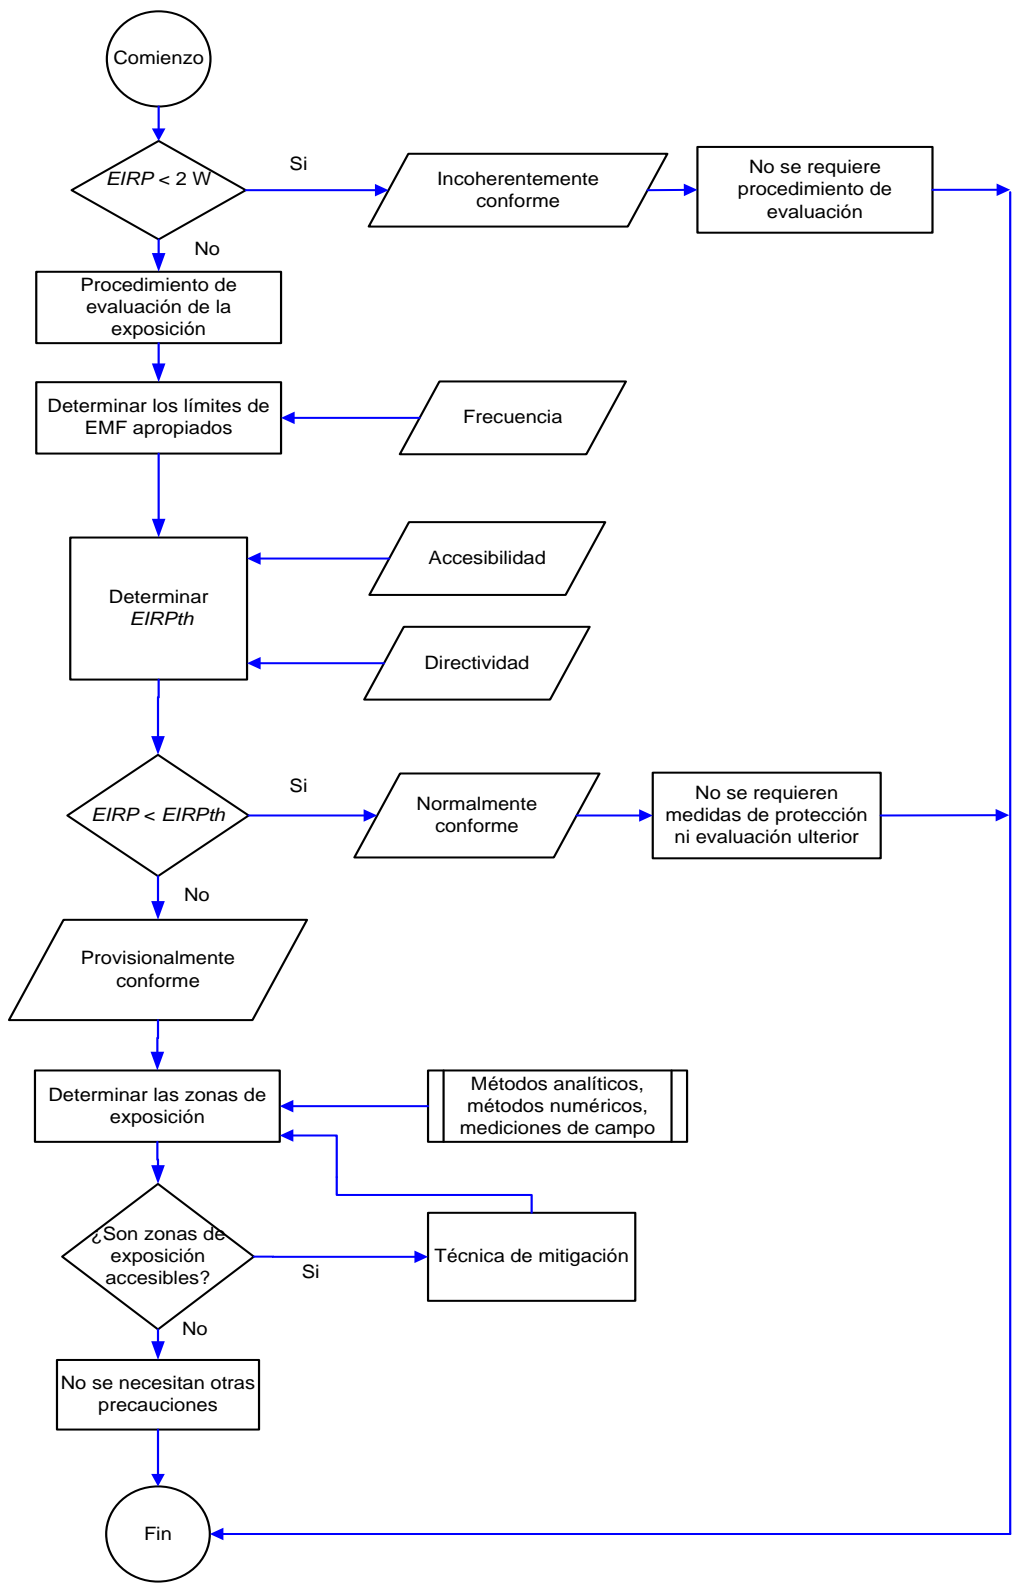 Comienzo
EIRP < 2 W
Si
Incoherentemente
conforme
No se requiere
procedimiento de
evaluación
No
Procedimiento de
evaluación de la
exposición
Determinar los límites de
EMF apropiados
Frecuencia
Accesibilidad
Determinar
EIRPth
Directividad
EIRP < EIRPth
Si
Normalmente
conforme
No se requieren
medidas de protección
ni evaluación ulterior
No
Provisionalmente
conforme
Determinar las zonas de
exposición
Métodos analíticos,
métodos numéricos,
mediciones de campo
¿Son zonas de
exposición
accesibles?
Si
Técnica de mitigación
No
No se necesitan otras
precauciones
Fin